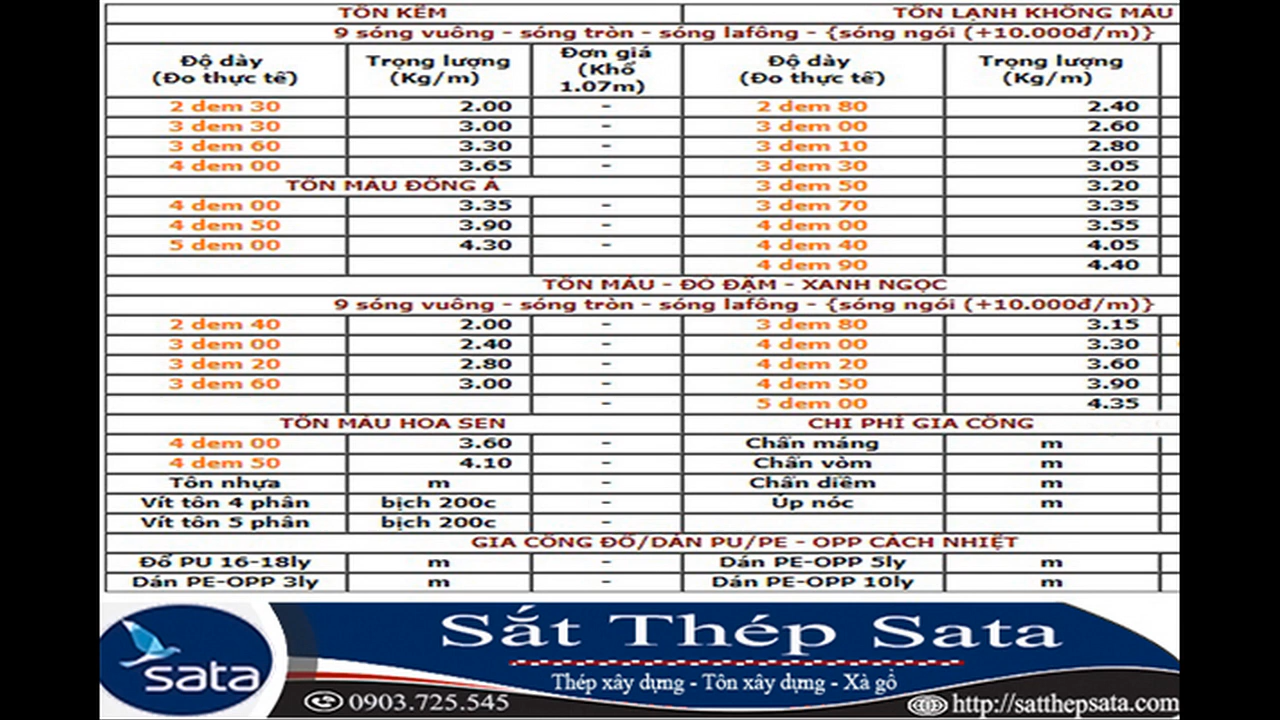 TÔN KẼM TÔN LẠNH KHÔNG MÀU
9 sóng vuông - sóng tròn - sóng lafông - {sóng ngói (+10.000đ/m)}
Độ dày (Đo thực tế) Trọng lượng (Kg/m) Đơn giá (Khổ 1.07m) Độ dày (Đo thực tế) Trọng lượng (Kg/m)
2 dem 30 2.00 - 2 dem 80 2.40
3 dem 30 3.00 - 3 dem 00 2.60
3 dem 60 3.30 - 3 dem 10 2.80
4 dem 00 3.65 - 3 dem 30 3.05
TÔN MÀU ĐÔNG Á 3 dem 50 3.20
4 dem 00 3.35 - 3 dem 70 3.35
4 dem 50 3.90 - 4 dem 00 3.55
5 dem 00 4.30 - 4 dem 40 4.05
4 dem 90 4.40
TÔN MÀU - ĐỎ ĐẬM - XANH NGỌC
9 sóng vuông - sóng tròn - sóng lafông - {sóng ngói (+10.000đ/m)}
2 dem 40 2.00 - 3 dem 80 3.15
3 dem 00 2.40 - 4 dem 00 3.30
3 dem 20 2.80 - 4 dem 20 3.60
3 dem 60 3.00 - 4 dem 50 3.90
- 5 dem 00 4.35
TÔN MÀU HOA SEN CHI PHÍ GIA CÔNG
4 dem 00 3.60 - Chấn máng m
4 dem 50 4.10 - Chấn vòm m
Tôn nhựa m - Chấn diềm m
Vít tôn 4 phân bịch 200c - Úp nóc m
Vít tôn 5 phân bịch 200c -
GIA CÔNG ĐỔ/DÁN PU/PE - OPP CÁCH NHIỆT
Đổ PU 16-18ly m - Dán PE-OPP 5ly m
Dán PE-OPP 3ly m - Dán PE-OPP 10ly m
Sắt Thép Sata
sata
Thép xây dựng - Tôn xây dựng - Xà gồ
0903.725.545 http://satthepsata.com